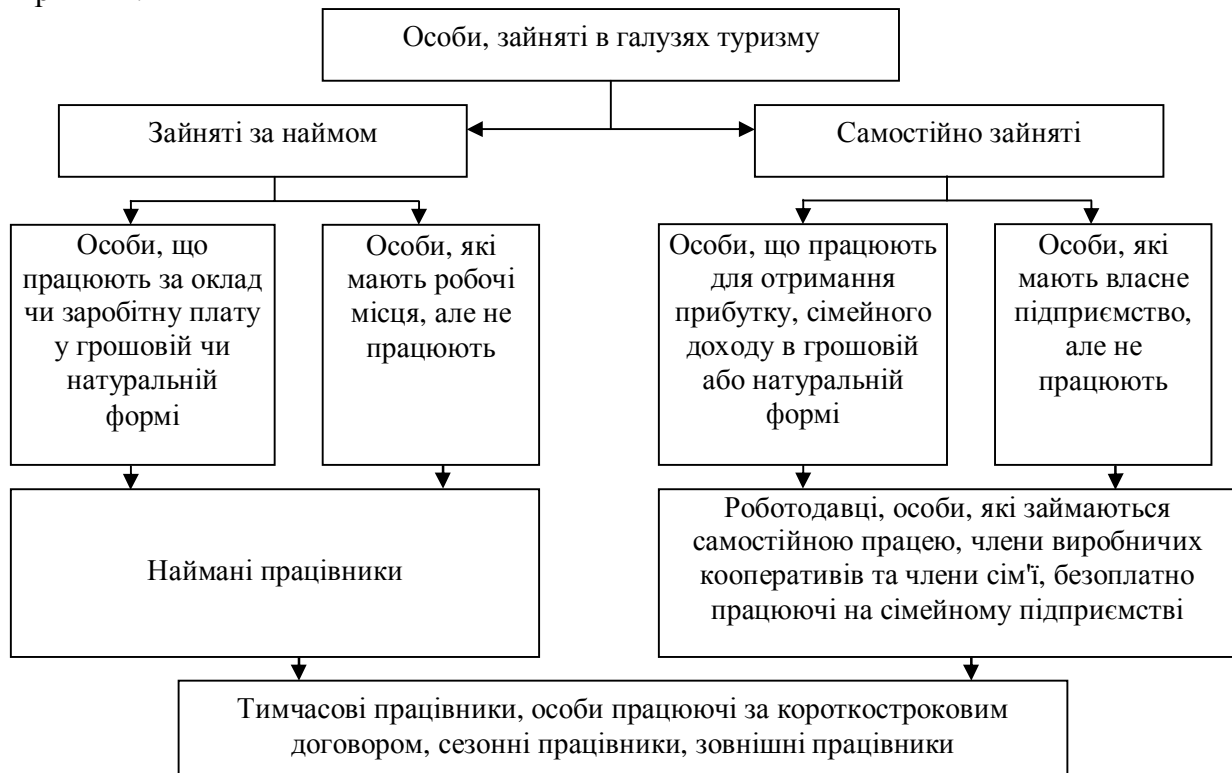 Особи, зайняті в галузях туризму
Зайняті за наймом
Самостійно зайняті
Особи, що
працюють за оклад
чи заробітну плату
у грошовій чи
натуральній
формі
Особи, які
мають робочі
місця, але не
працюють
Особи, що працюють
для отримання
прибутку, сімейного
доходу в грошовій
або натуральній
формі
Особи, які
мають власне
підприємство,
але не
працюють
Наймані працівники
Роботодавці, особи, які займаються
самостійною працею, члени виробничих
кооперативів та члени сім'ї, безоплатно
працюючі на сімейному підприємстві
Тимчасові працівники, особи працюючі за короткостроковим
договором, сезонні працівники, зовнішні працівники